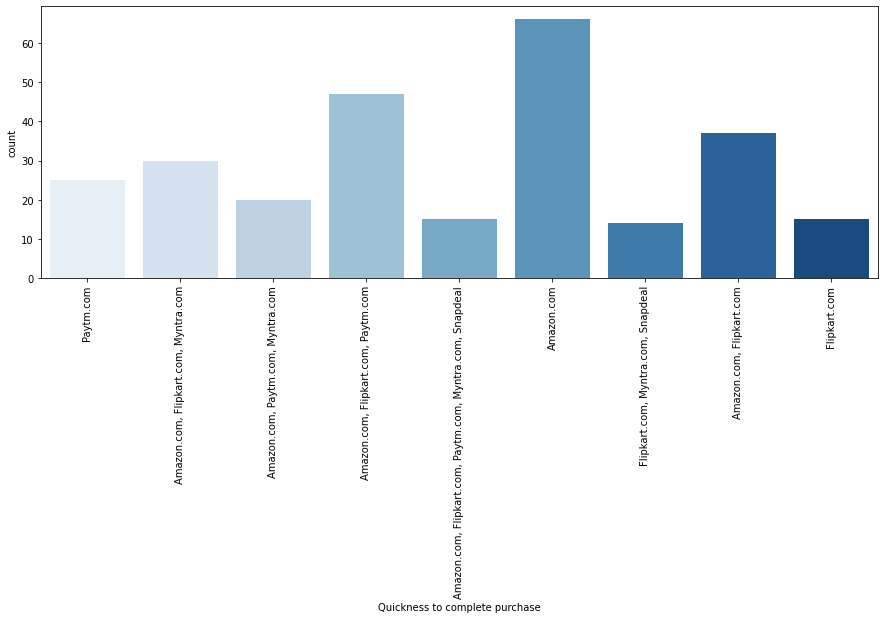 60
50
40
30
20
10
0
count
Paytm.com
Amazon.com, Flipkart.com, Myntra.com
Amazon.com, Paytm.com, Myntra.com
Amazon.com, Flipkart.com, Paytm.com
Amazon.com, Flipkart.com, Paytm.com, Myntra.com, Snapdeal
Amazon.com
Flipkart.com, Myntra.com, Snapdeal
Amazon.com, Flipkart.com
Flipkart.com
Quickness to complete purchase